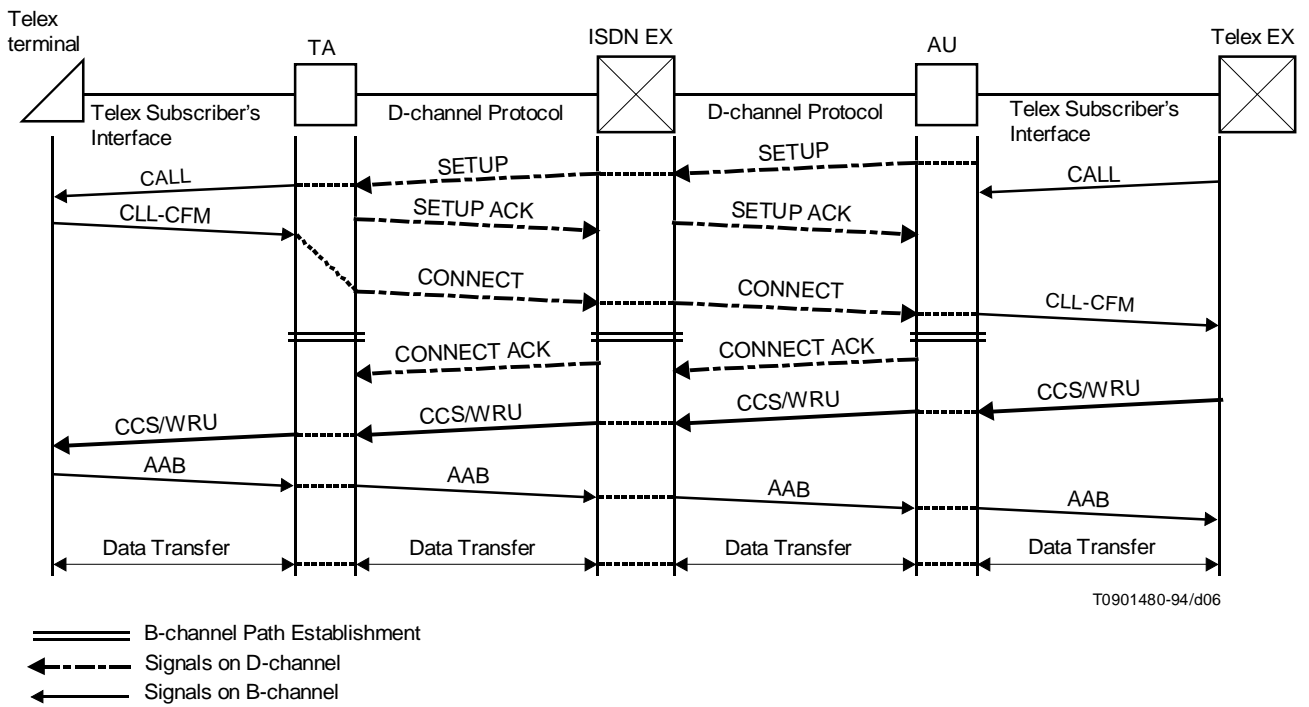 Telex
terminal
TA
ISDN EX
AU
Telex EX
Telex Subscriber's
Interface
D-channel Protocol
D-channel Protocol
Telex Subscriber's
Interface
SETUP
SETUP
CALL
CALL
CLL-CFM
SETUP ACK
SETUP ACK
CONNECT
CONNECT
CLL-CFM
CONNECT ACK
CONNECT ACK
CCS/WRU
CCS/WRU
CCS/WRU
CCS/WRU
AAB
AAB
AAB
AAB
Data Transfer
Data Transfer
Data Transfer
Data Transfer
T0901480-94/d06
B-channel Path Establishment
Signals on D-channel
Signals on B-channel